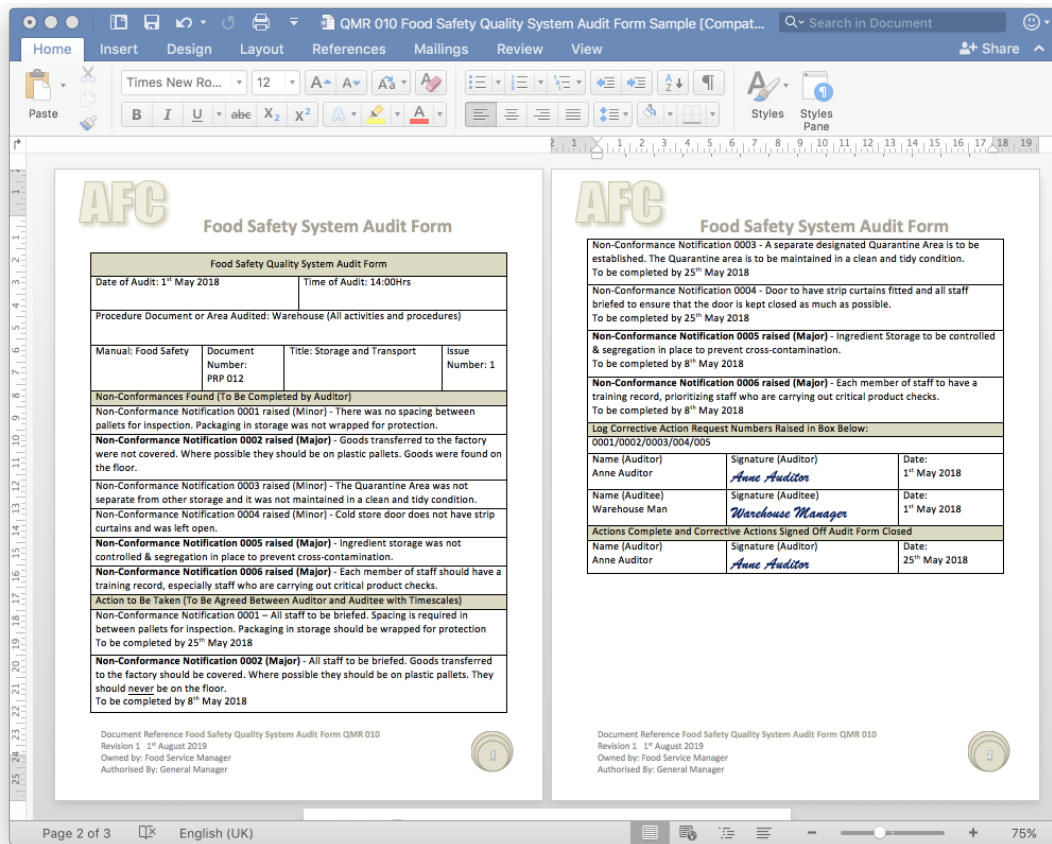 QMR 010 Food Safety Quality System Audit Form Sample [Compat...
Search in Document
Home
Insert
Design
Layout
References
Mailings
Review
View
Share
Paste
Times New Ro...
12
Styles
Styles
Pane
AFC
Food Safety System Audit Form
Food Safety Quality System Audit Form
Date of Audit: 1st May 2018
Time of Audit: 14:00Hrs
Procedure Document or Area Audited: Warehouse (All activities and procedures)
Manual: Food Safety
Document
Number:
PRP 012
Title: Storage and Transport
Issue
Number: 1
Non-Conformances Found (To Be Completed by Auditor)
Non-Conformance Notification 0001 raised (Minor) - There was no spacing between
pallets for inspection. Packaging in storage was not wrapped for protection.
Non-Conformance Notification 0002 raised (Major) - Goods transferred to the factory
were not covered. Where possible they should be on plastic pallets. Goods were found on
the floor.
Non-Conformance Notification 0003 raised (Minor) - The Quarantine Area was not
separate from other storage and it was not maintained in a clean and tidy condition.
Non-Conformance Notification 0004 raised (Minor) - Cold store door does not have strip
curtains and was left open.
Non-Conformance Notification 0005 raised (Major) - Ingredient storage was not
controlled & segregation in place to prevent cross-contamination.
Non-Conformance Notification 0006 raised (Major) - Each member of staff should have a
training record, especially staff who are carrying out critical product checks.
Action to Be Taken (To Be Agreed Between Auditor and Auditee with Timescales)
Non-Conformance Notification 0001 – All staff to be briefed. Spacing is required in
between pallets for inspection. Packaging in storage should be wrapped for protection
To be completed by 25th May 2018
Non-Conformance Notification 0002 (Major) - All staff to be briefed. Goods transferred
to the factory should be covered. Where possible they should be on plastic pallets. They
should never be on the floor.
To be completed by 8th May 2018
Document Reference Food Safety Quality System Audit Form QMR 010
Revision 1 1st August 2019
Owned by: Food Service Manager
Authorised By: General Manager
1
AFC
Food Safety System Audit Form
Non-Conformance Notification 0003 - A separate designated Quarantine Area is to be
established. The Quarantine area is to be maintained in a clean and tidy condition.
To be completed by 25th May 2018
Non-Conformance Notification 0004 - Door to have strip curtains fitted and all staff
briefed to ensure that the door is kept closed as much as possible.
To be completed by 25th May 2018
Non-Conformance Notification 0005 raised (Major) - Ingredient Storage to be controlled
& segregation in place to prevent cross-contamination.
To be completed by 8th May 2018
Non-Conformance Notification 0006 raised (Major) - Each member of staff to have a
training record, prioritizing staff who are carrying out critical product checks.
To be completed by 8th May 2018
Log Corrective Action Request Numbers Raised in Box Below:
0001/0002/0003/004/005
Name (Auditor)
Anne Auditor
Signature (Auditor)
Anne Auditor
Date:
1st May 2018
Name (Auditee)
Warehouse Man
Signature (Auditee)
Warehouse Manager
Date:
1st May 2018
Actions Complete and Corrective Actions Signed Off Audit Form Closed
Name (Auditor)
Anne Auditor
Signature (Auditor)
Anne Auditor
Date:
25th May 2018
Document Reference Food Safety Quality System Audit Form QMR 010
Revision 1 1st August 2019
Owned by: Food Service Manager
Authorised By: General Manager
2
Page 2 of 3
English (UK)
75%